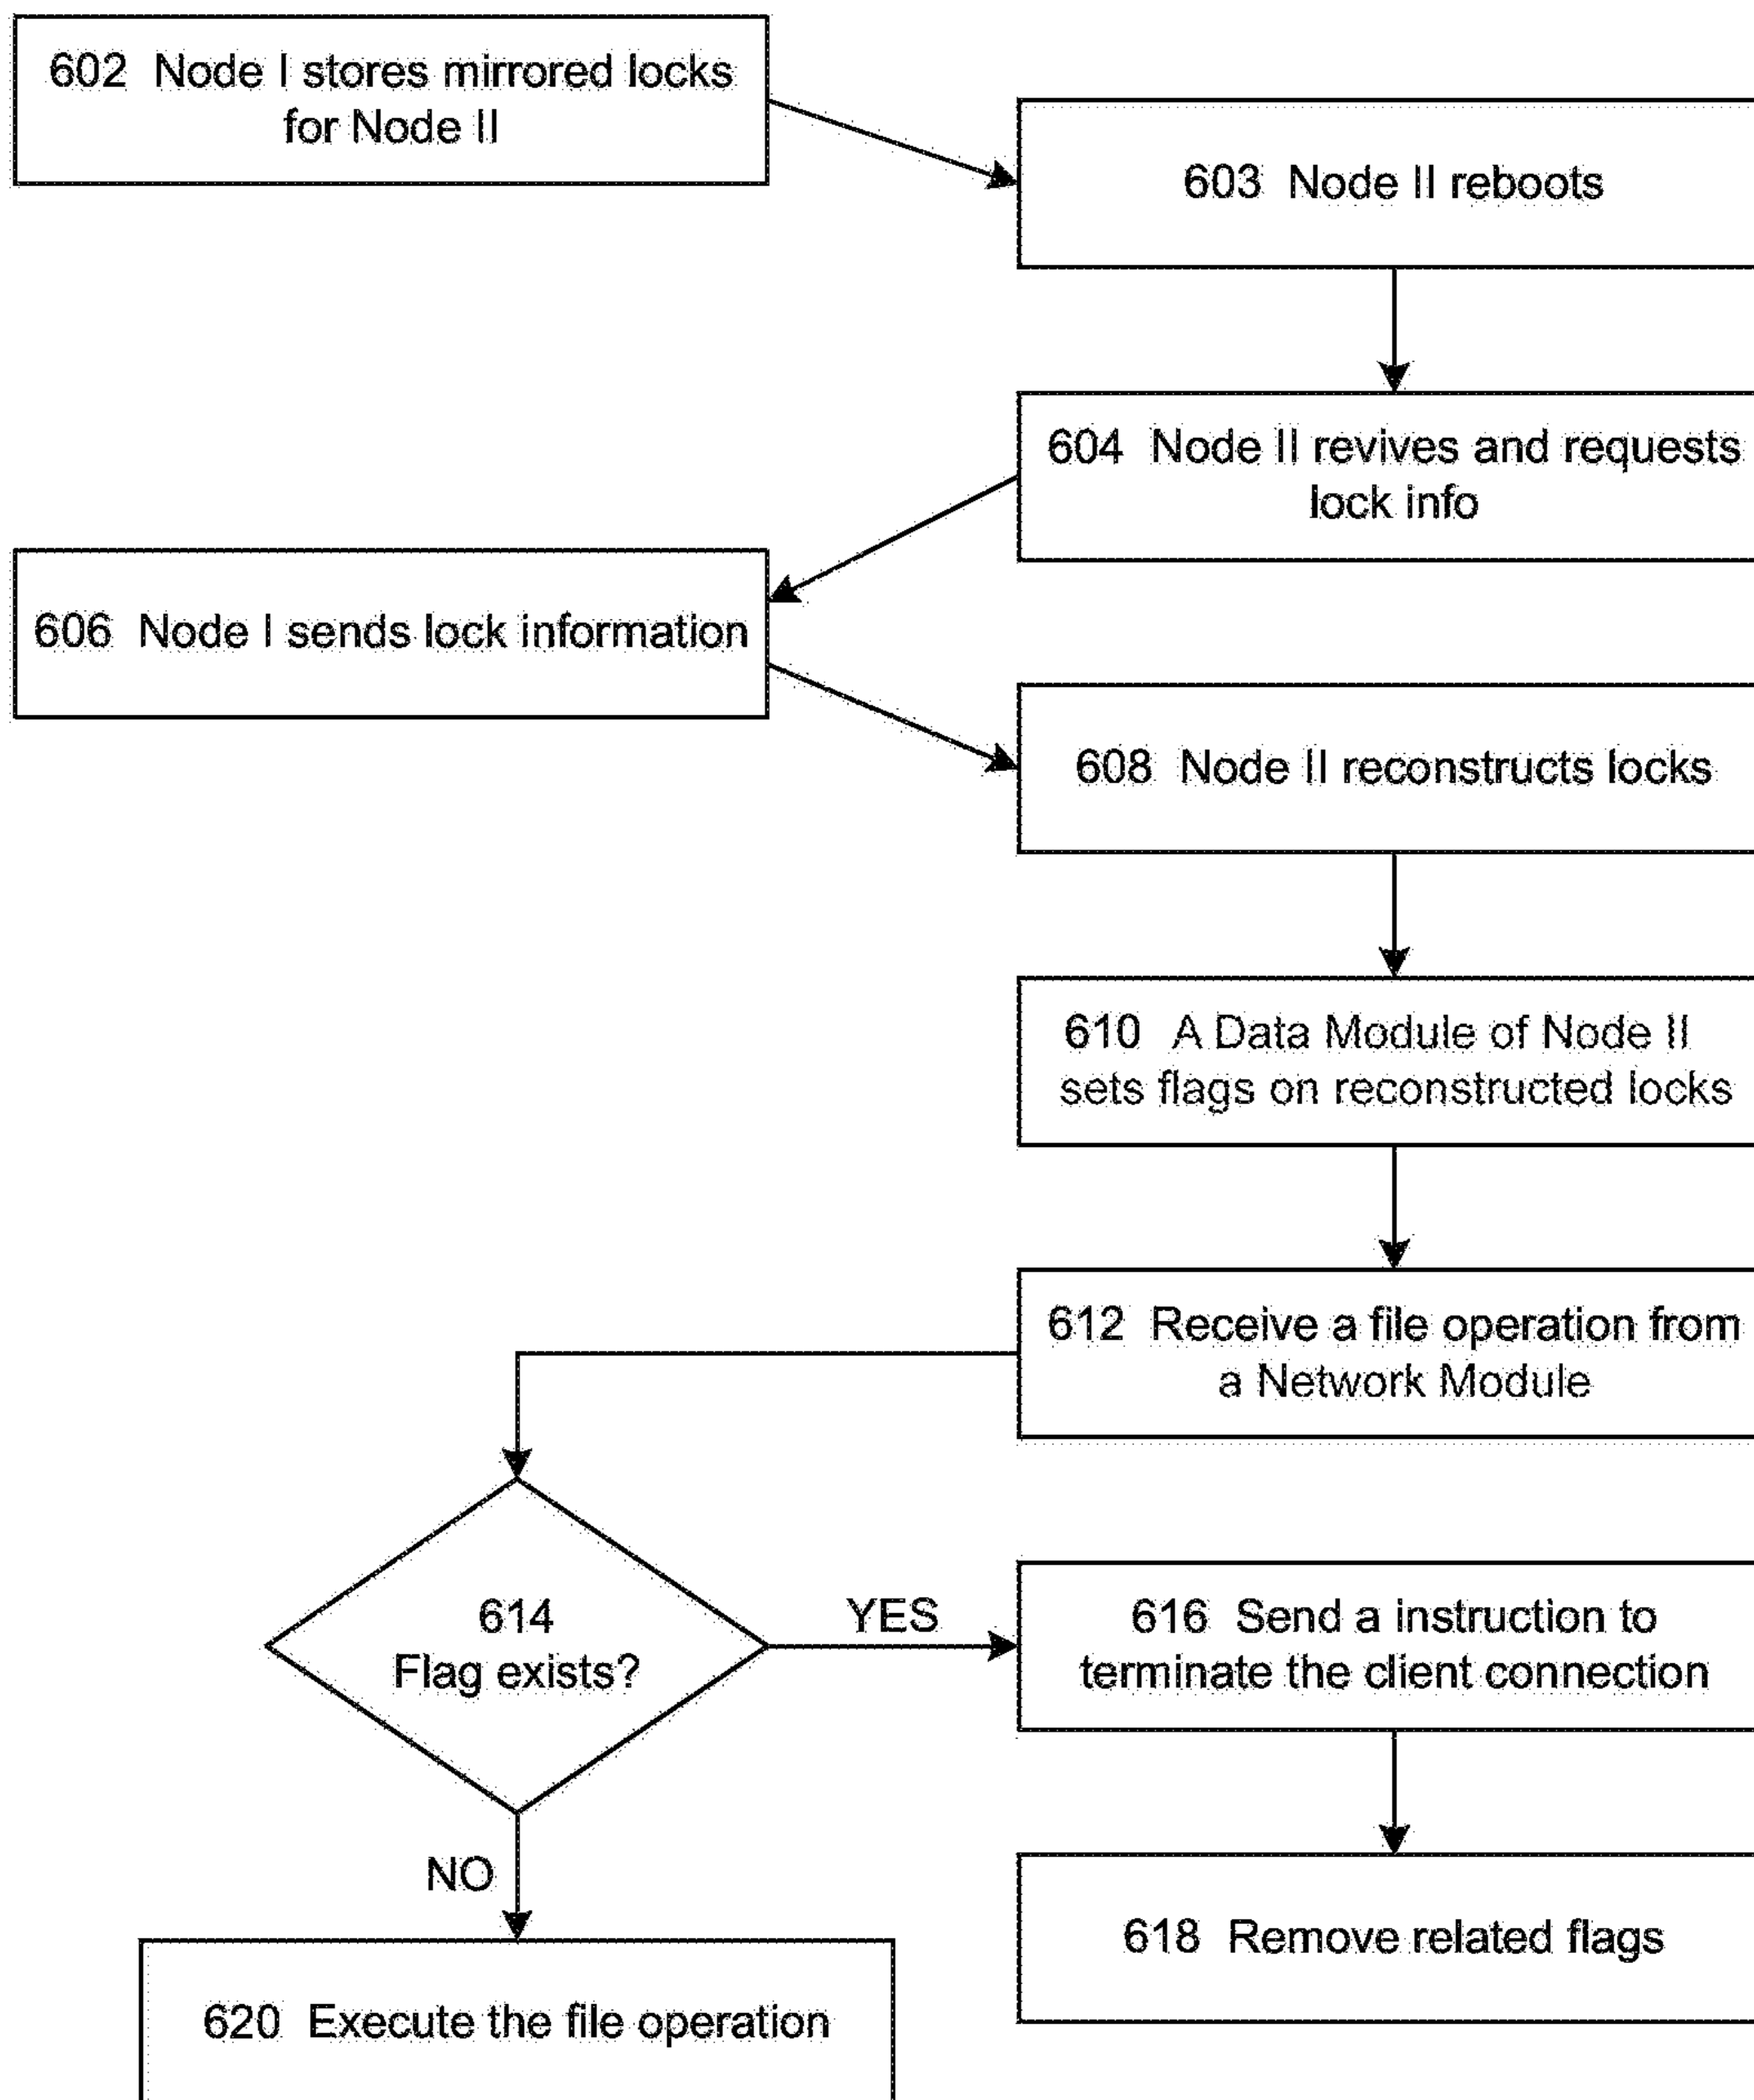 602 Node I stores mirrored locks
for Node II
603 Node II reboots
604 Node II revives and requests
lock info
606 Node I sends lock information
608 Node II reconstructs locks
610 A Data Module of Node II
sets flags on reconstructed locks
612 Receive a file operation from
a Network Module
614
Flag exists?
YES
616 Send a instruction to
terminate the client connection
NO
618 Remove related flags
620 Execute the file operation